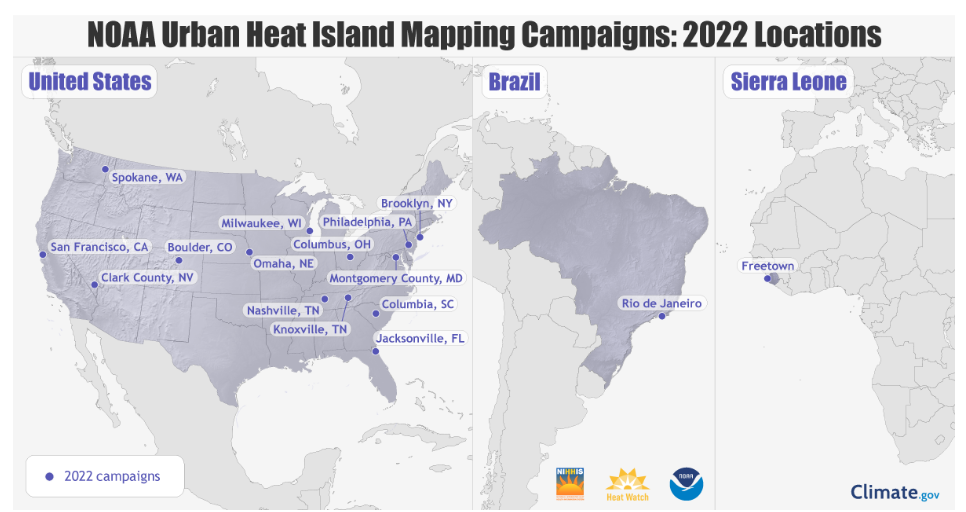 NOAA Urban Heat Island Mapping Campaigns: 2022 Locations
United States
Brazil
Sierra Leone
Spokane, WA
Brooklyn, NY
Milwaukee, WI
Philadelphia, PA
San Francisco, CA
Boulder, CO
Columbus, OH
Omaha, NE
Clark County, NV
Montgomery County, MD
Nashville, TN
Columbia, SC
Knoxville, TN
Jacksonville, FL
Rio de Janeiro
Freetown
2022 campaigns
NIHHIS
Heat Watch
NOAA
Climate.gov